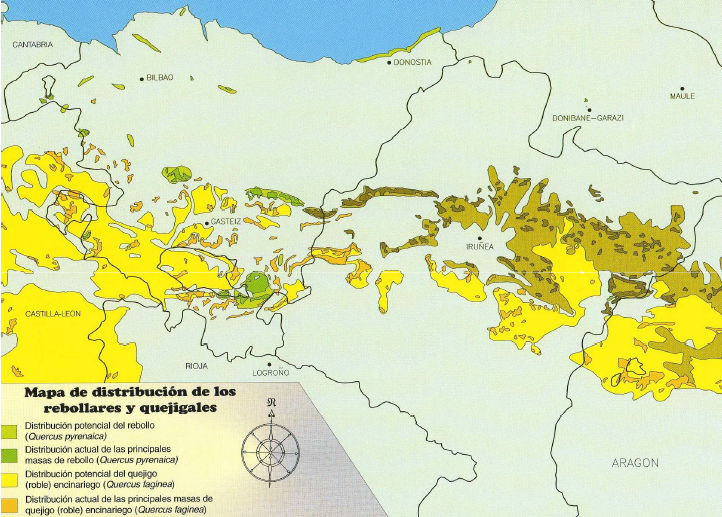 CANTABRIA
BILBAO
DONOSTIA
MAULE
DONIBANE-GARAZI
CASTEIZ
IRUÑEA
CASTILLA-LEON
RIOJA
LOGROÑO
ARAGON
Mapa de distribución de los
rebollares y quejigales
Distribución potencial del rebollo
(Quercus pyrenaica)
Distribución actual de las principales
masas de rebollo (Quercus pyrenaica)
Distribución potencial del quejigo
(roble) encinariego (Quercus faginea)
Distribución actual de las principales masas de
quejigo (roble) encinariego (Quercus faginea)